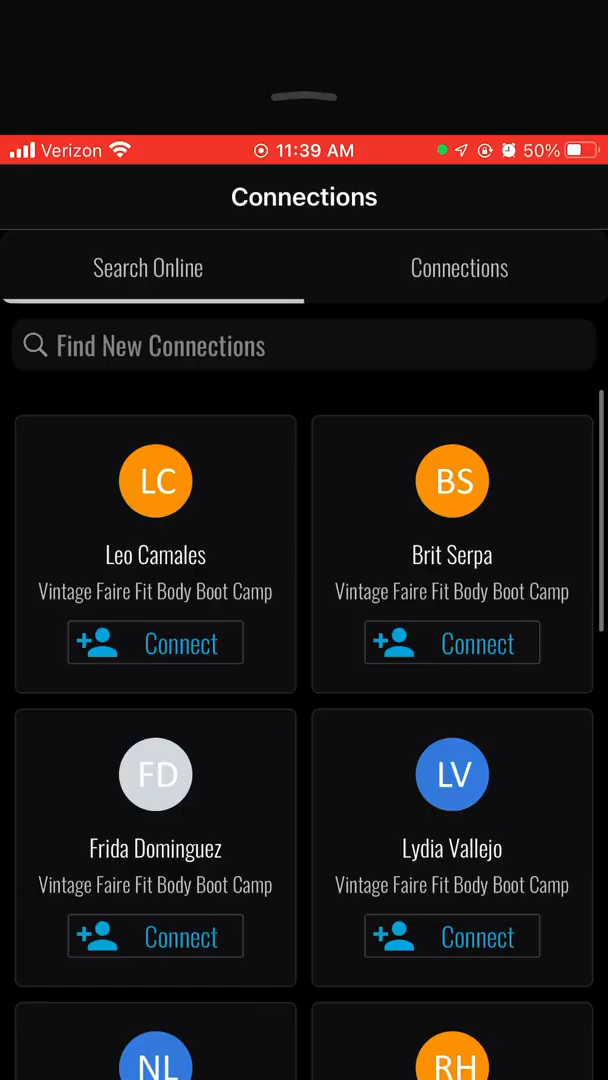 Verizon 11:39 AM 50%
Connections
Search Online Connections
Find New Connections
LC BS
Leo Camales Brit Serpa
Vintage Faire Fit Body Boot Camp Vintage Faire Fit Body Boot Camp
Connect Connect
FD LV
Frida Dominguez Lydia Vallejo
Vintage Faire Fit Body Boot Camp Vintage Faire Fit Body Boot Camp
Connect Connect
NL RH